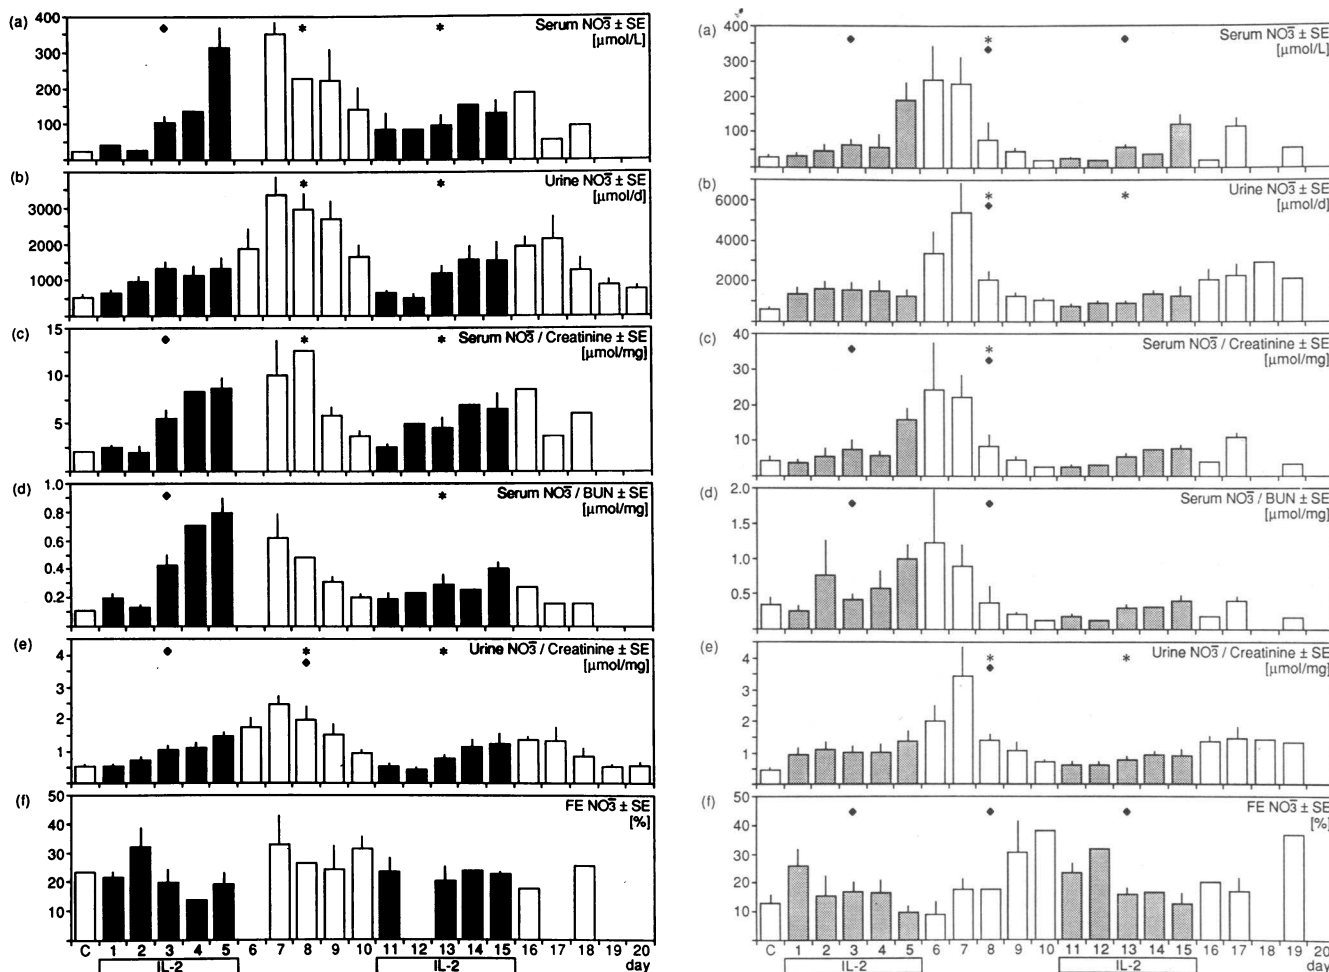 (a)
Serum NO₃⁻ ± SE
[µmol/L]
400
300
200
100
(b)
Urine NO₃⁻ ± SE
[µmol/d]
3000
2000
1000
(c)
Serum NO₃⁻ / Creatinine ± SE
[µmol/mg]
15
10
5
(d)
Serum NO₃⁻ / BUN ± SE
[µmol/mg]
1.0
0.8
0.6
0.4
0.2
(e)
Urine NO₃⁻ / Creatinine ± SE
[µmol/mg]
4
3
2
1
(f)
FE NO₃⁻ ± SE
[%]
50
40
30
20
10
C 1 2 3 4 5 6 7 8 9 10 11 12 13 14 15 16 17 18 19 20
IL-2 IL-2 day
(a)
Serum NO₃⁻ ± SE
[µmol/L]
400
300
200
100
(b)
Urine NO₃⁻ ± SE
[µmol/d]
6000
4000
2000
(c)
Serum NO₃⁻ / Creatinine ± SE
[µmol/mg]
40
30
20
10
(d)
Serum NO₃⁻ / BUN ± SE
[µmol/mg]
2.0
1.5
1.0
0.5
(e)
Urine NO₃⁻ / Creatinine ± SE
[µmol/mg]
4
3
2
1
(f)
FE NO₃⁻ ± SE
[%]
50
40
30
20
10
C 1 2 3 4 5 6 7 8 9 10 11 12 13 14 15 16 17 18 19 20
IL-2 IL-2 day